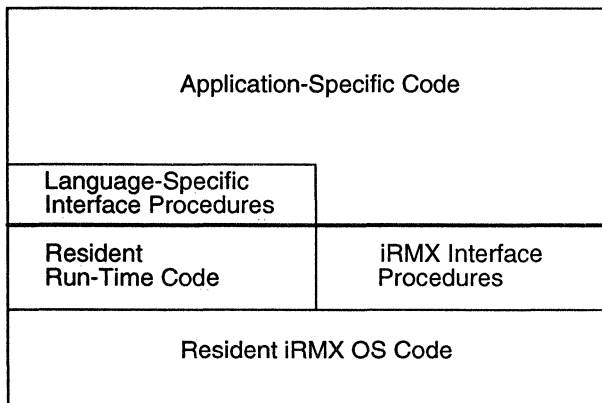 Application-Specific Code
Language-Specific
Interface Procedures
Resident
Run-Time Code
iRMX Interface
Procedures
Resident iRMX OS Code